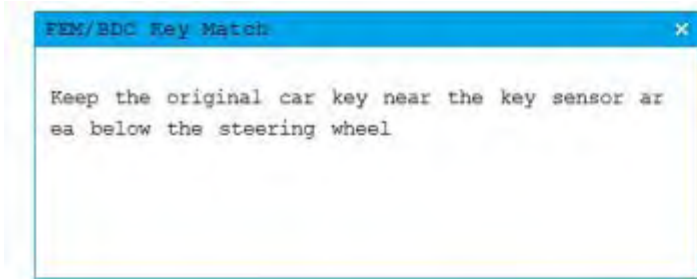 FEM/BDC Key Match
Keep the original car key near the key sensor ar
ea below the steering wheel